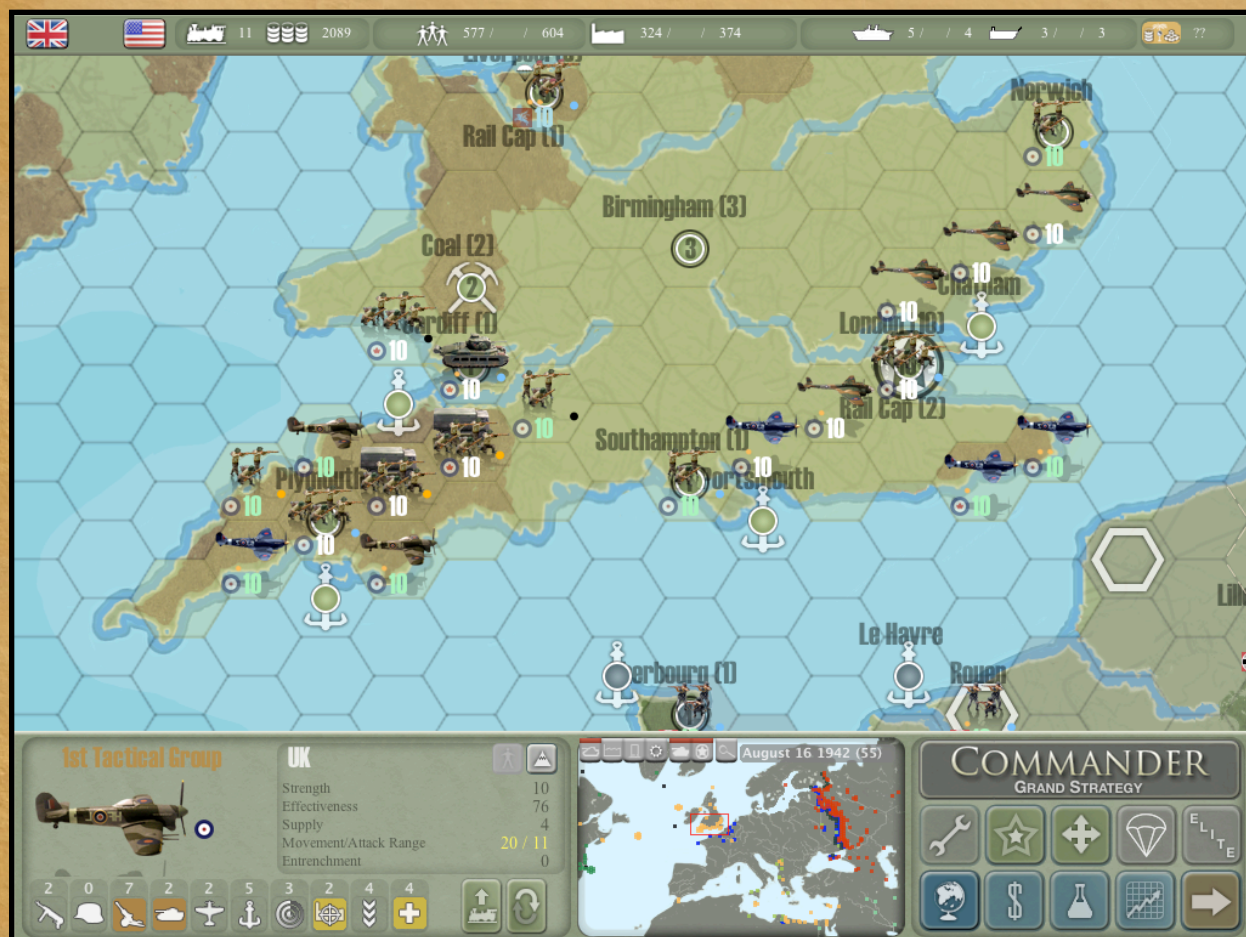 11 2089 577 / / 604 324 / / 374 5 / / 4 3 / / 3 ??
Liverpool
10
Rail Cap (1)
Norwich
10
Birmingham (3)
3
10
Coal (2)
2
10
Chatham
10
Cardiff (1)
London
10
10
10
Rail Cap (2)
10
10
Southampton (1)
10
10
10
10
Plymouth
Portsmouth
10
10
10
10
10
10
10
10
Le Havre
Rouen
1st Tactical Group
UK
Strength 10
Effectiveness 76
Supply 4
Movement/Attack Range 20 / 11
Entrenchment 0
2 0 7 2 2 5 3 2 4 4
August 16 1942 (55)
COMMANDER
GRAND STRATEGY
ELITE
$